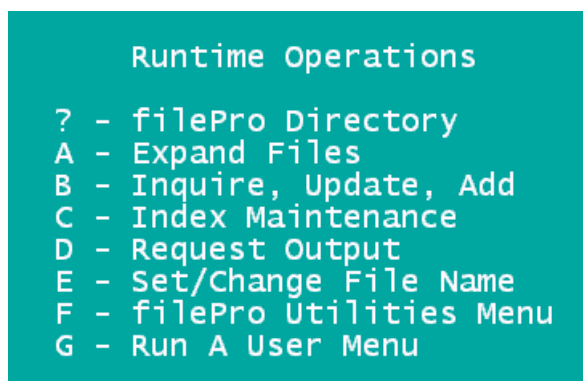 Runtime Operations
? - filePro Directory
A - Expand Files
B - Inquire, Update, Add
C - Index Maintenance
D - Request Output
E - Set/Change File Name
F - filePro Utilities Menu
G - Run A User Menu